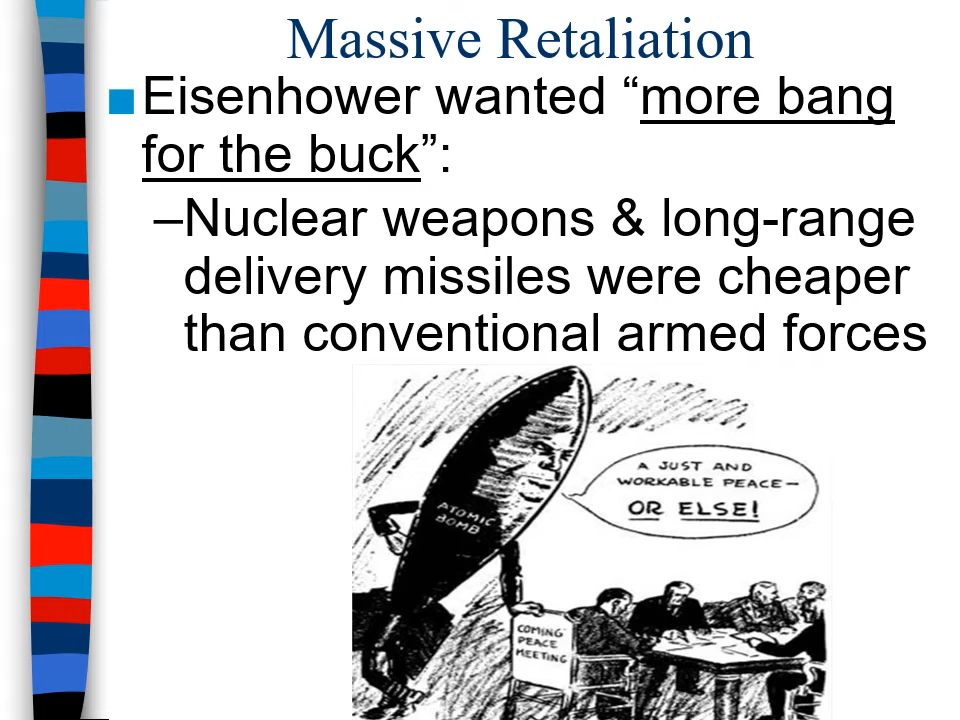 Massive Retaliation
■Eisenhower wanted “more bang
for the buck”:
–Nuclear weapons & long-range
delivery missiles were cheaper
than conventional armed forces
A JUST AND
WORKABLE PEACE—
OR ELSE!
ATOMIC
BOMB
COMING
PEACE
MEETING